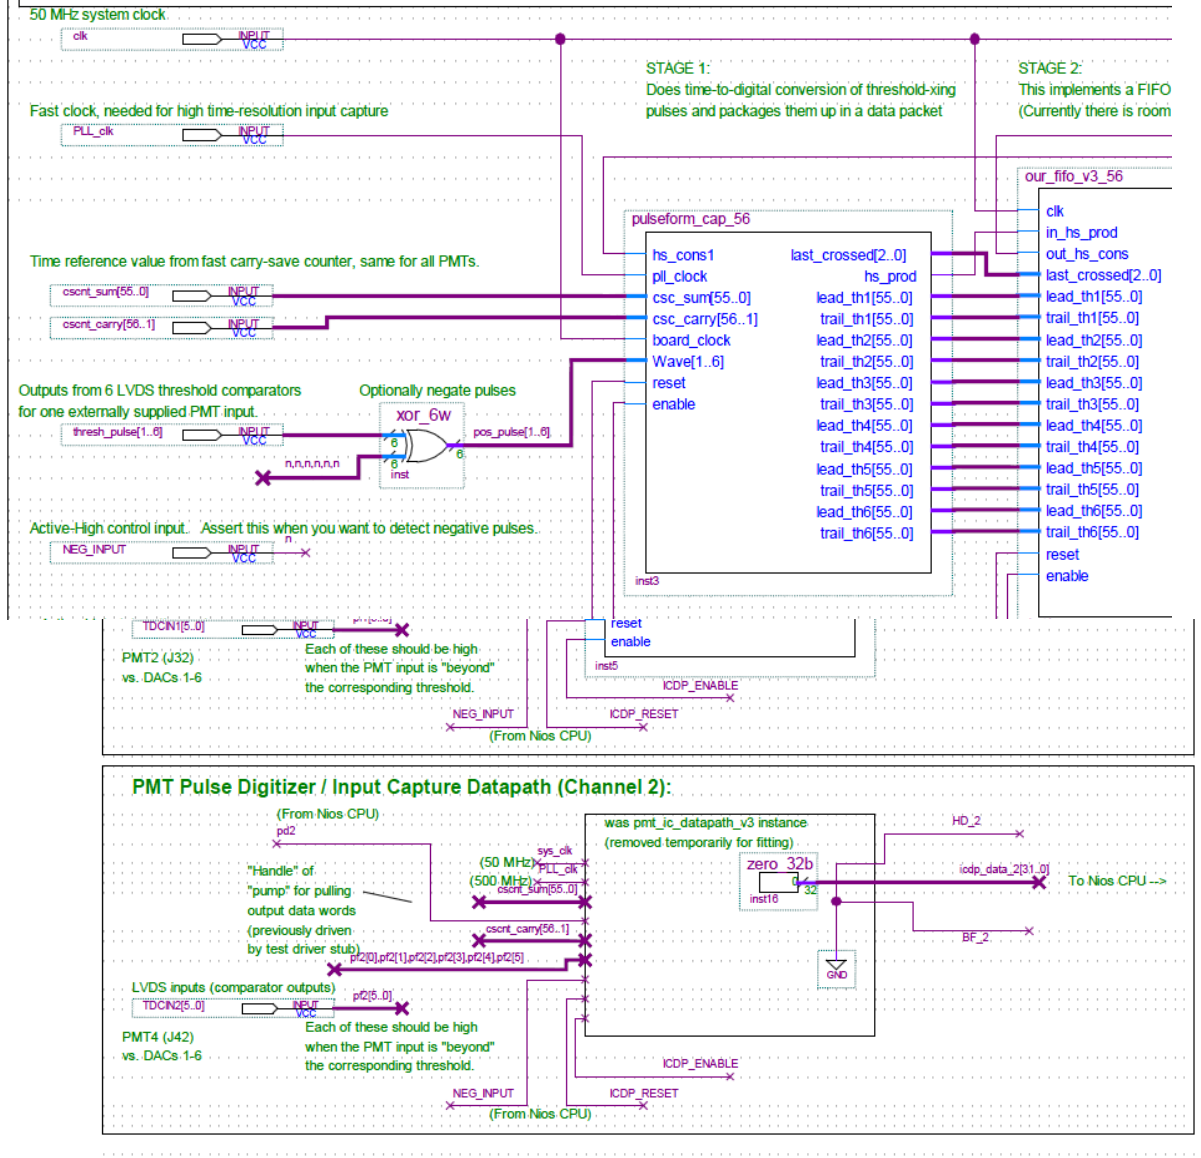 50 MHz system clock
clk
INPUT
VCC
STAGE 1:
Does time-to-digital conversion of threshold-xing
pulses and packages them up in a data packet
STAGE 2:
This implements a FIFO
(Currently there is room
Fast clock, needed for high time-resolution input capture
PLL_clk
INPUT
VCC
our_fifo_v3_56
clk
in_hs_prod
out_hs_cons
last_crossed[2..0]
lead_th1[55..0]
trail_th1[55..0]
lead_th2[55..0]
trail_th2[55..0]
lead_th3[55..0]
trail_th3[55..0]
lead_th4[55..0]
trail_th4[55..0]
lead_th5[55..0]
trail_th5[55..0]
lead_th6[55..0]
trail_th6[55..0]
reset
enable
pulseform_cap_56
hs_cons1
pll_clock
csc_sum[55..0]
csc_carry[56..1]
board_clock
Wave[1..6]
reset
enable
last_crossed[2..0]
hs_prod
lead_th1[55..0]
trail_th1[55..0]
lead_th2[55..0]
trail_th2[55..0]
lead_th3[55..0]
trail_th3[55..0]
lead_th4[55..0]
trail_th4[55..0]
lead_th5[55..0]
trail_th5[55..0]
lead_th6[55..0]
trail_th6[55..0]
inst3
Time reference value from fast carry-save counter, same for all PMTs.
cscnt_sum[55..0]
INPUT
VCC
cscnt_carry[56..1]
INPUT
VCC
Outputs from 6 LVDS threshold comparators
for one externally supplied PMT input.
thresh_pulse[1..6]
INPUT
VCC
Optionally negate pulses
xor_6w
6
6
6
inst
pos_pulse[1..6]
n,n,n,n,n,n
Active-High control input. Assert this when you want to detect negative pulses.
NEG_INPUT
INPUT
VCC
n
TDCIN1[5..0]
INPUT
VCC
PMT2 (J32)
vs. DACs 1-6
Each of these should be high
when the PMT input is "beyond"
the corresponding threshold.
reset
enable
inst5
ICDP_ENABLE
NEG_INPUT
ICDP_RESET
(From Nios CPU)
PMT Pulse Digitizer / Input Capture Datapath (Channel 2):
(From Nios CPU)
pd2
"Handle" of
"pump" for pulling
output data words
(previously driven
by test driver stub)
sys_clk
(50 MHz)
PLL_clk
(500 MHz)
cscnt_sum[55..0]
cscnt_carry[56..1]
pf2[0],pf2[1],pf2[2],pf2[3],pf2[4],pf2[5]
was pmt_ic_datapath_v3 instance
(removed temporarily for fitting)
zero_32b
0
32
inst16
GND
HD_2
icdp_data_2[31..0]
To Nios CPU -->
BF_2
LVDS inputs (comparator outputs)
TDCIN2[5..0]
INPUT
VCC
pf2[5..0]
PMT4 (J42)
vs. DACs 1-6
Each of these should be high
when the PMT input is "beyond"
the corresponding threshold.
ICDP_ENABLE
NEG_INPUT
ICDP_RESET
(From Nios CPU)